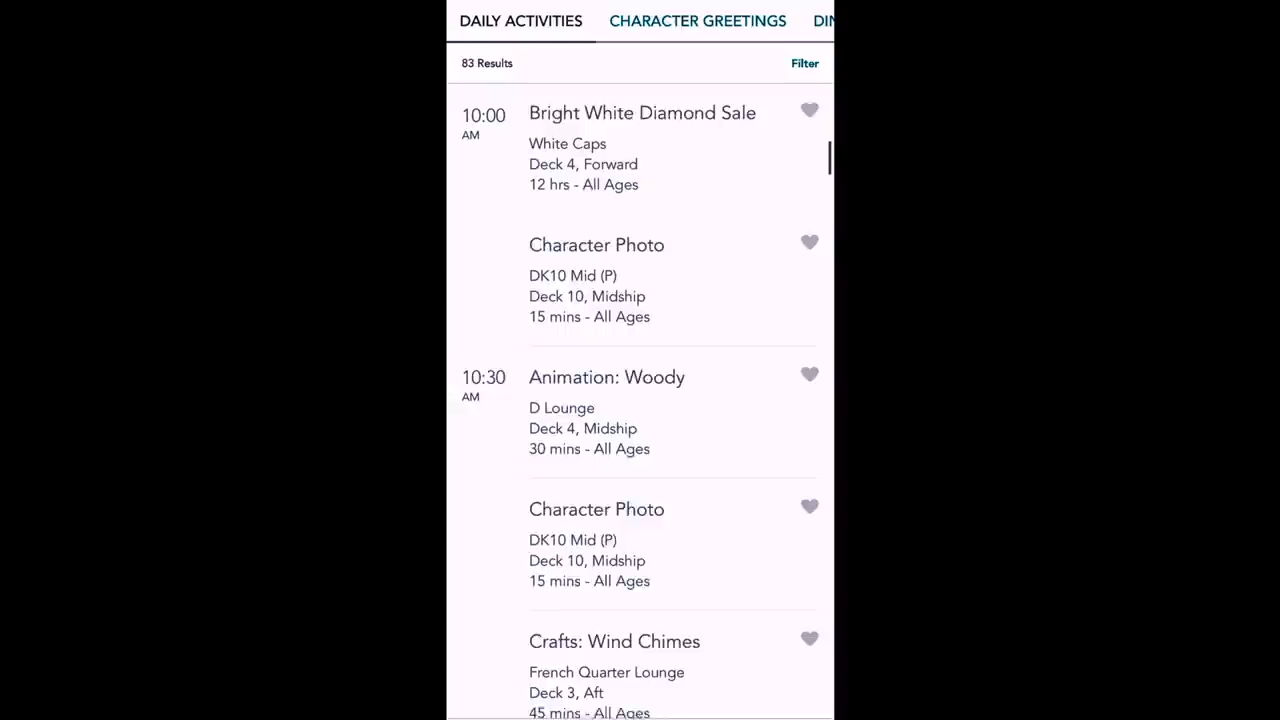 DAILY ACTIVITIES CHARACTER GREETINGS DIN
83 Results Filter
10:00 AM
Bright White Diamond Sale
White Caps
Deck 4, Forward
12 hrs - All Ages
Character Photo
DK10 Mid (P)
Deck 10, Midship
15 mins - All Ages
10:30 AM
Animation: Woody
D Lounge
Deck 4, Midship
30 mins - All Ages
Character Photo
DK10 Mid (P)
Deck 10, Midship
15 mins - All Ages
Crafts: Wind Chimes
French Quarter Lounge
Deck 3, Aft
45 mins - All Ages